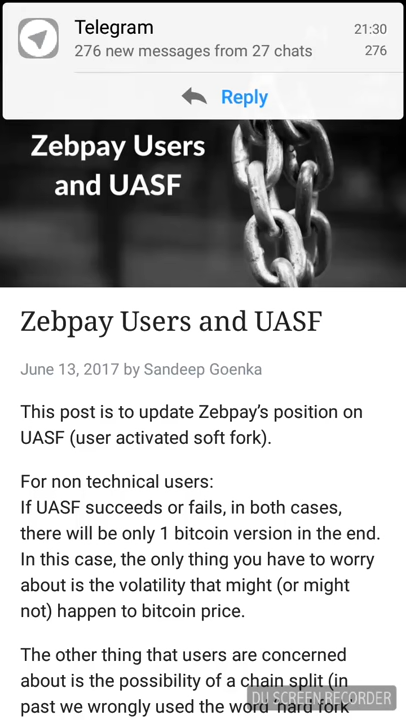 Telegram
21:30
276 new messages from 27 chats
276
Reply
Zebpay Users
and UASF
Zebpay Users and UASF
June 13, 2017 by Sandeep Goenka
This post is to update Zebpay's position on
UASF (user activated soft fork).
For non technical users:
If UASF succeeds or fails, in both cases,
there will be only 1 bitcoin version in the end.
In this case, the only thing you have to worry
about is the volatility that might (or might
not) happen to bitcoin price.
The other thing that users are concerned
about is the possibility of a chain split (in
past we wrongly used the word 'hard fork'
DU SCREEN RECORDER